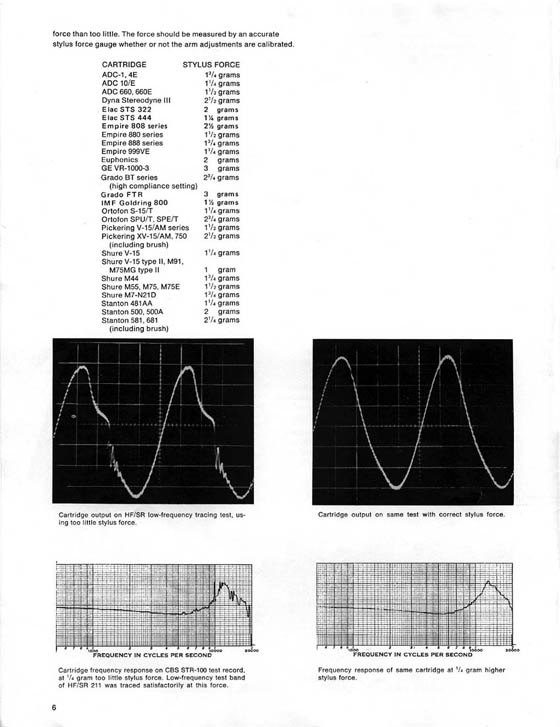 force than too little. The force should be measured by an accurate
stylus force gauge whether or not the arm adjustments are calibrated.
CARTRIDGE STYLUS FORCE
ADC-1, 4E 1³/₄ grams
ADC 10/E 1¹/₄ grams
ADC 660, 660E 1¹/₂ grams
Dyna Stereodyne III 2¹/₂ grams
Elac STS 322 2 grams
Elac STS 444 1¼ grams
Empire 808 series 2½ grams
Empire 880 series 1¹/₂ grams
Empire 888 series 1³/₄ grams
Empire 999VE 1¹/₄ grams
Euphonics 2 grams
GE VR-1000-3 3 grams
Grado BT series 2³/₄ grams
(high compliance setting)
Grado FTR 3 grams
IMF Goldring 800 1½ grams
Ortofon S-15/T 1¹/₄ grams
Ortofon SPU/T, SPE/T 2³/₄ grams
Pickering V-15/AM series 1¹/₂ grams
Pickering XV-15/AM, 750 2¹/₂ grams
(including brush)
Shure V-15 1¹/₄ grams
Shure V-15 type II, M91,
M75MG type II 1 gram
Shure M44 1³/₄ grams
Shure M55, M75, M75E 1¹/₂ grams
Shure M7-N21D 1³/₄ grams
Stanton 481AA 1¹/₄ grams
Stanton 500, 500A 2 grams
Stanton 581, 681 2¹/₄ grams
(including brush)
Cartridge output on HF/SR low-frequency tracing test, us-
ing too little stylus force.
Cartridge output on same test with correct stylus force.
FREQUENCY IN CYCLES PER SECOND
FREQUENCY IN CYCLES PER SECOND
Cartridge frequency response on CBS STR-100 test record,
at ¹/₄ gram too little stylus force. Low-frequency test band
of HF/SR 211 was traced satisfactorily at this force.
Frequency response of same cartridge at ¹/₄ gram higher
stylus force.
6